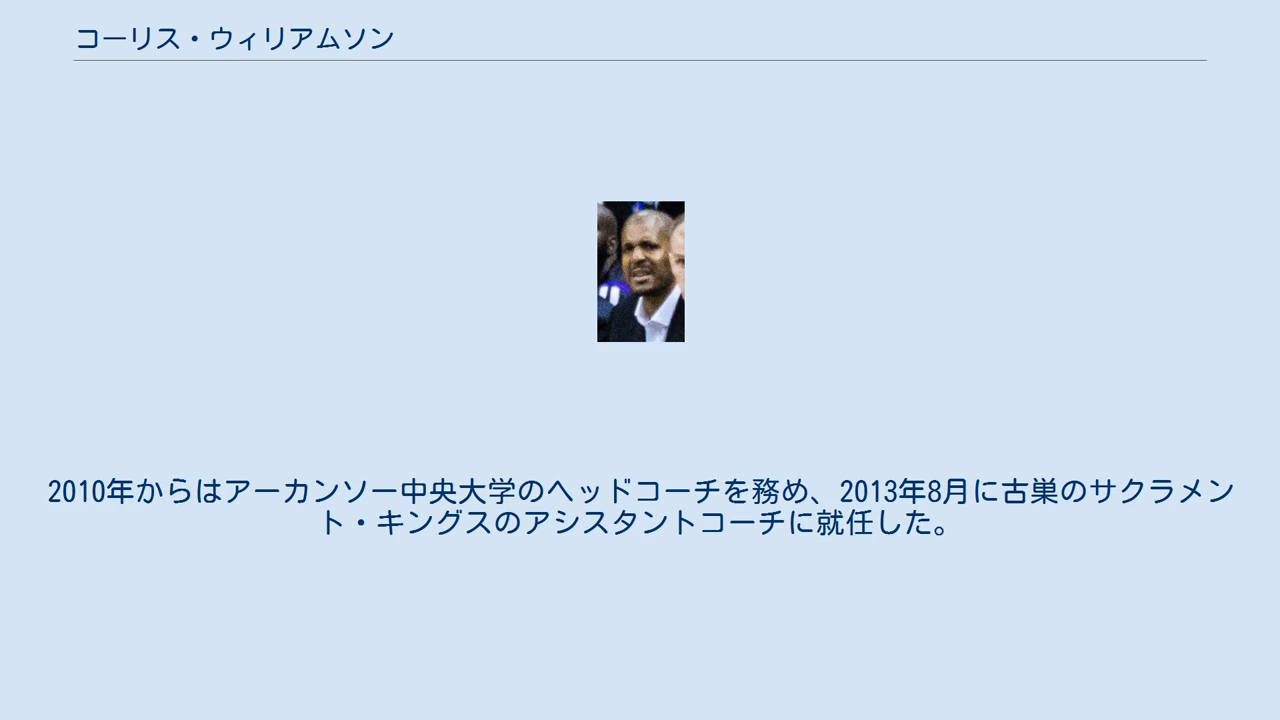 コーリス・ウィリアムソン
2010年からはアーカンソー中央大学のヘッドコーチを務め、2013年8月に古巣のサクラメン
ト・キングスのアシスタントコーチに就任した。